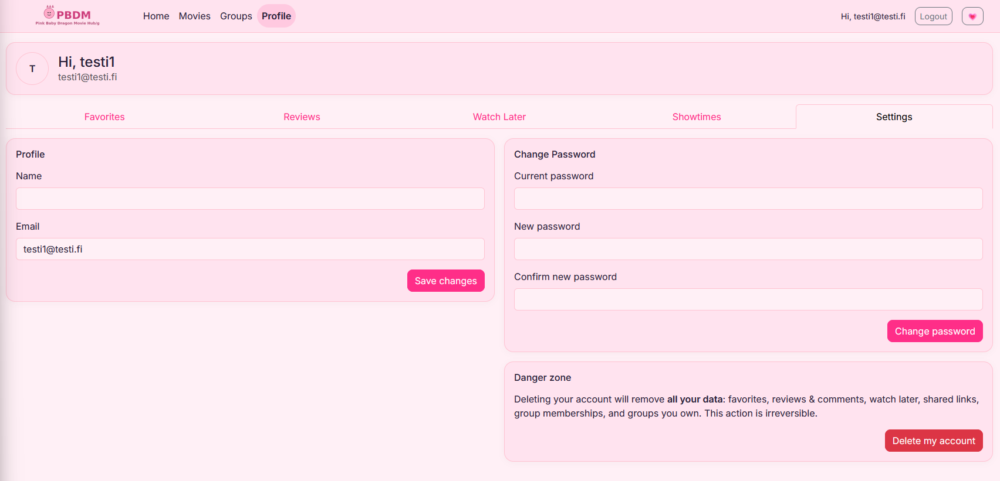 PBDM
Pink Baby Dragon Movie Hub/g
Home Movies Groups Profile
Hi, testi1@testi.fi Logout
T
Hi, testi1
testi1@testi.fi
Favorites Reviews Watch Later Showtimes Settings
Profile
Name
Email
testi1@testi.fi
Save changes
Change Password
Current password
New password
Confirm new password
Change password
Danger zone
Deleting your account will remove all your data: favorites, reviews & comments, watch later, shared links,
group memberships, and groups you own. This action is irreversible.
Delete my account